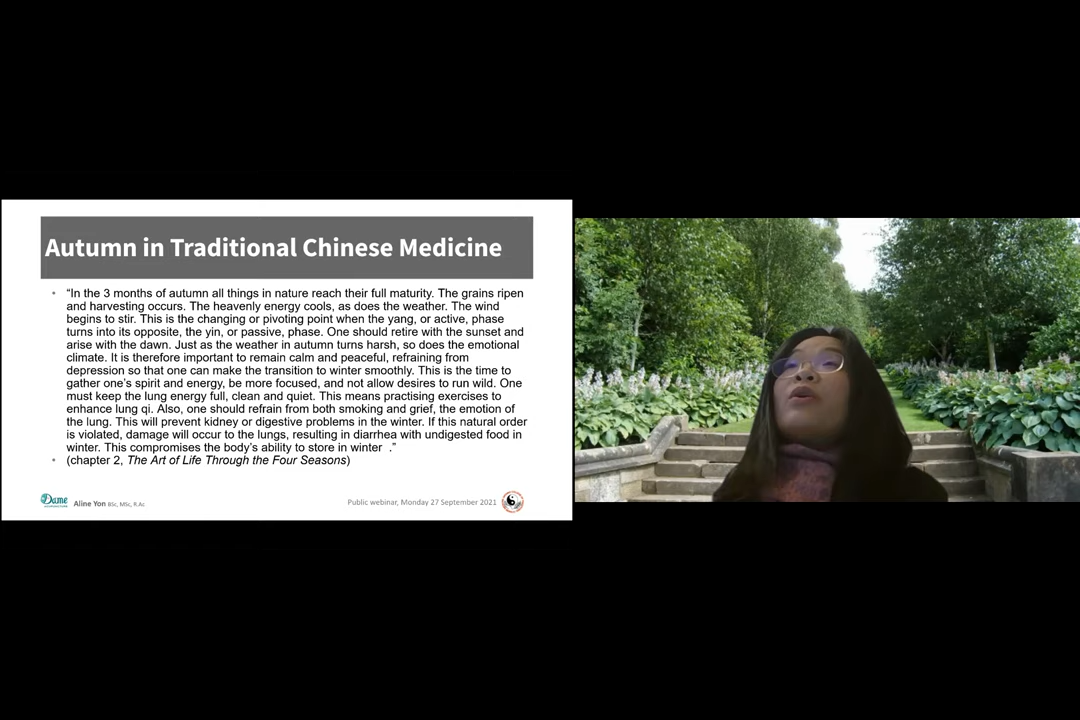 Autumn in Traditional Chinese Medicine
• “In the 3 months of autumn all things in nature reach their full maturity. The grains ripen
and harvesting occurs. The heavenly energy cools, as does the weather. The wind
begins to stir. This is the changing or pivoting point when the yang, or active, phase
turns into its opposite, the yin, or passive, phase. One should retire with the sunset and
arise with the dawn. Just as the weather in autumn turns harsh, so does the emotional
climate. It is therefore important to remain calm and peaceful, refraining from
depression so that one can make the transition to winter smoothly. This is the time to
gather one’s spirit and energy, be more focused, and not allow desires to run wild. One
must keep the lung energy full, clean and quiet. This means practising exercises to
enhance lung qi. Also, one should refrain from both smoking and grief, the emotion of
the lung. This will prevent kidney or digestive problems in the winter. If this natural order
is violated, damage will occur to the lungs, resulting in diarrhea with undigested food in
winter. This compromises the body’s ability to store in winter .”
• (chapter 2, The Art of Life Through the Four Seasons)
Dame
Aline Yon BSc, MSc, R.Ac
Public webinar, Monday 27 September 2021